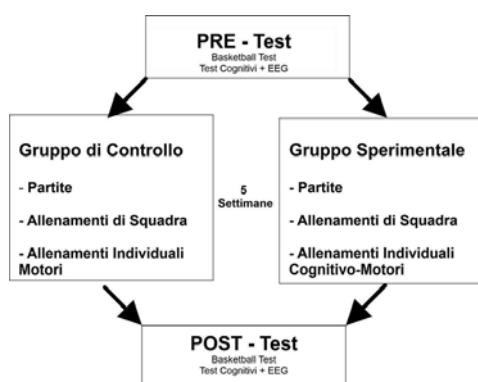 PRE - Test
Basketball Test
Test Cognitivi + EEG
Gruppo di Controllo
- Partite
- Allenamenti di Squadra
- Allenamenti Individuali
Motori
5
Settimane
Gruppo Sperimentale
- Partite
- Allenamenti di Squadra
- Allenamenti Individuali
Cognitivo-Motori
POST - Test
Basketball Test
Test Cognitivi + EEG